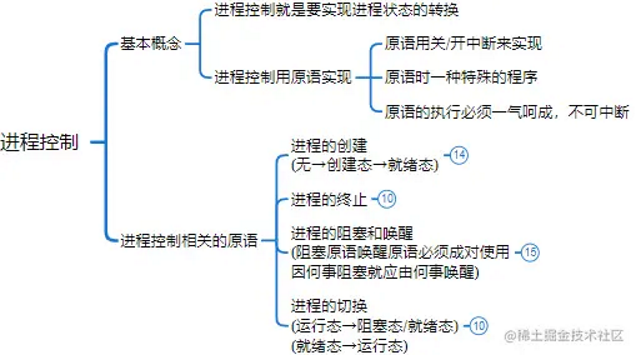 进程控制
基本概念
进程控制就是要实现进程状态的转换
进程控制用原语实现
原语用关/开中断来实现
原语时一种特殊的程序
原语的执行必须一气呵成，不可中断
进程控制相关的原语
进程的创建
(无→创建态→就绪态)
14
进程的终止
10
进程的阻塞和唤醒
(阻塞原语唤醒原语必须成对使用
因何事阻塞就应由何事唤醒)
15
进程的切换
(运行态→阻塞态/就绪态)
(就绪态→运行态)
10
@稀土掘金技术社区